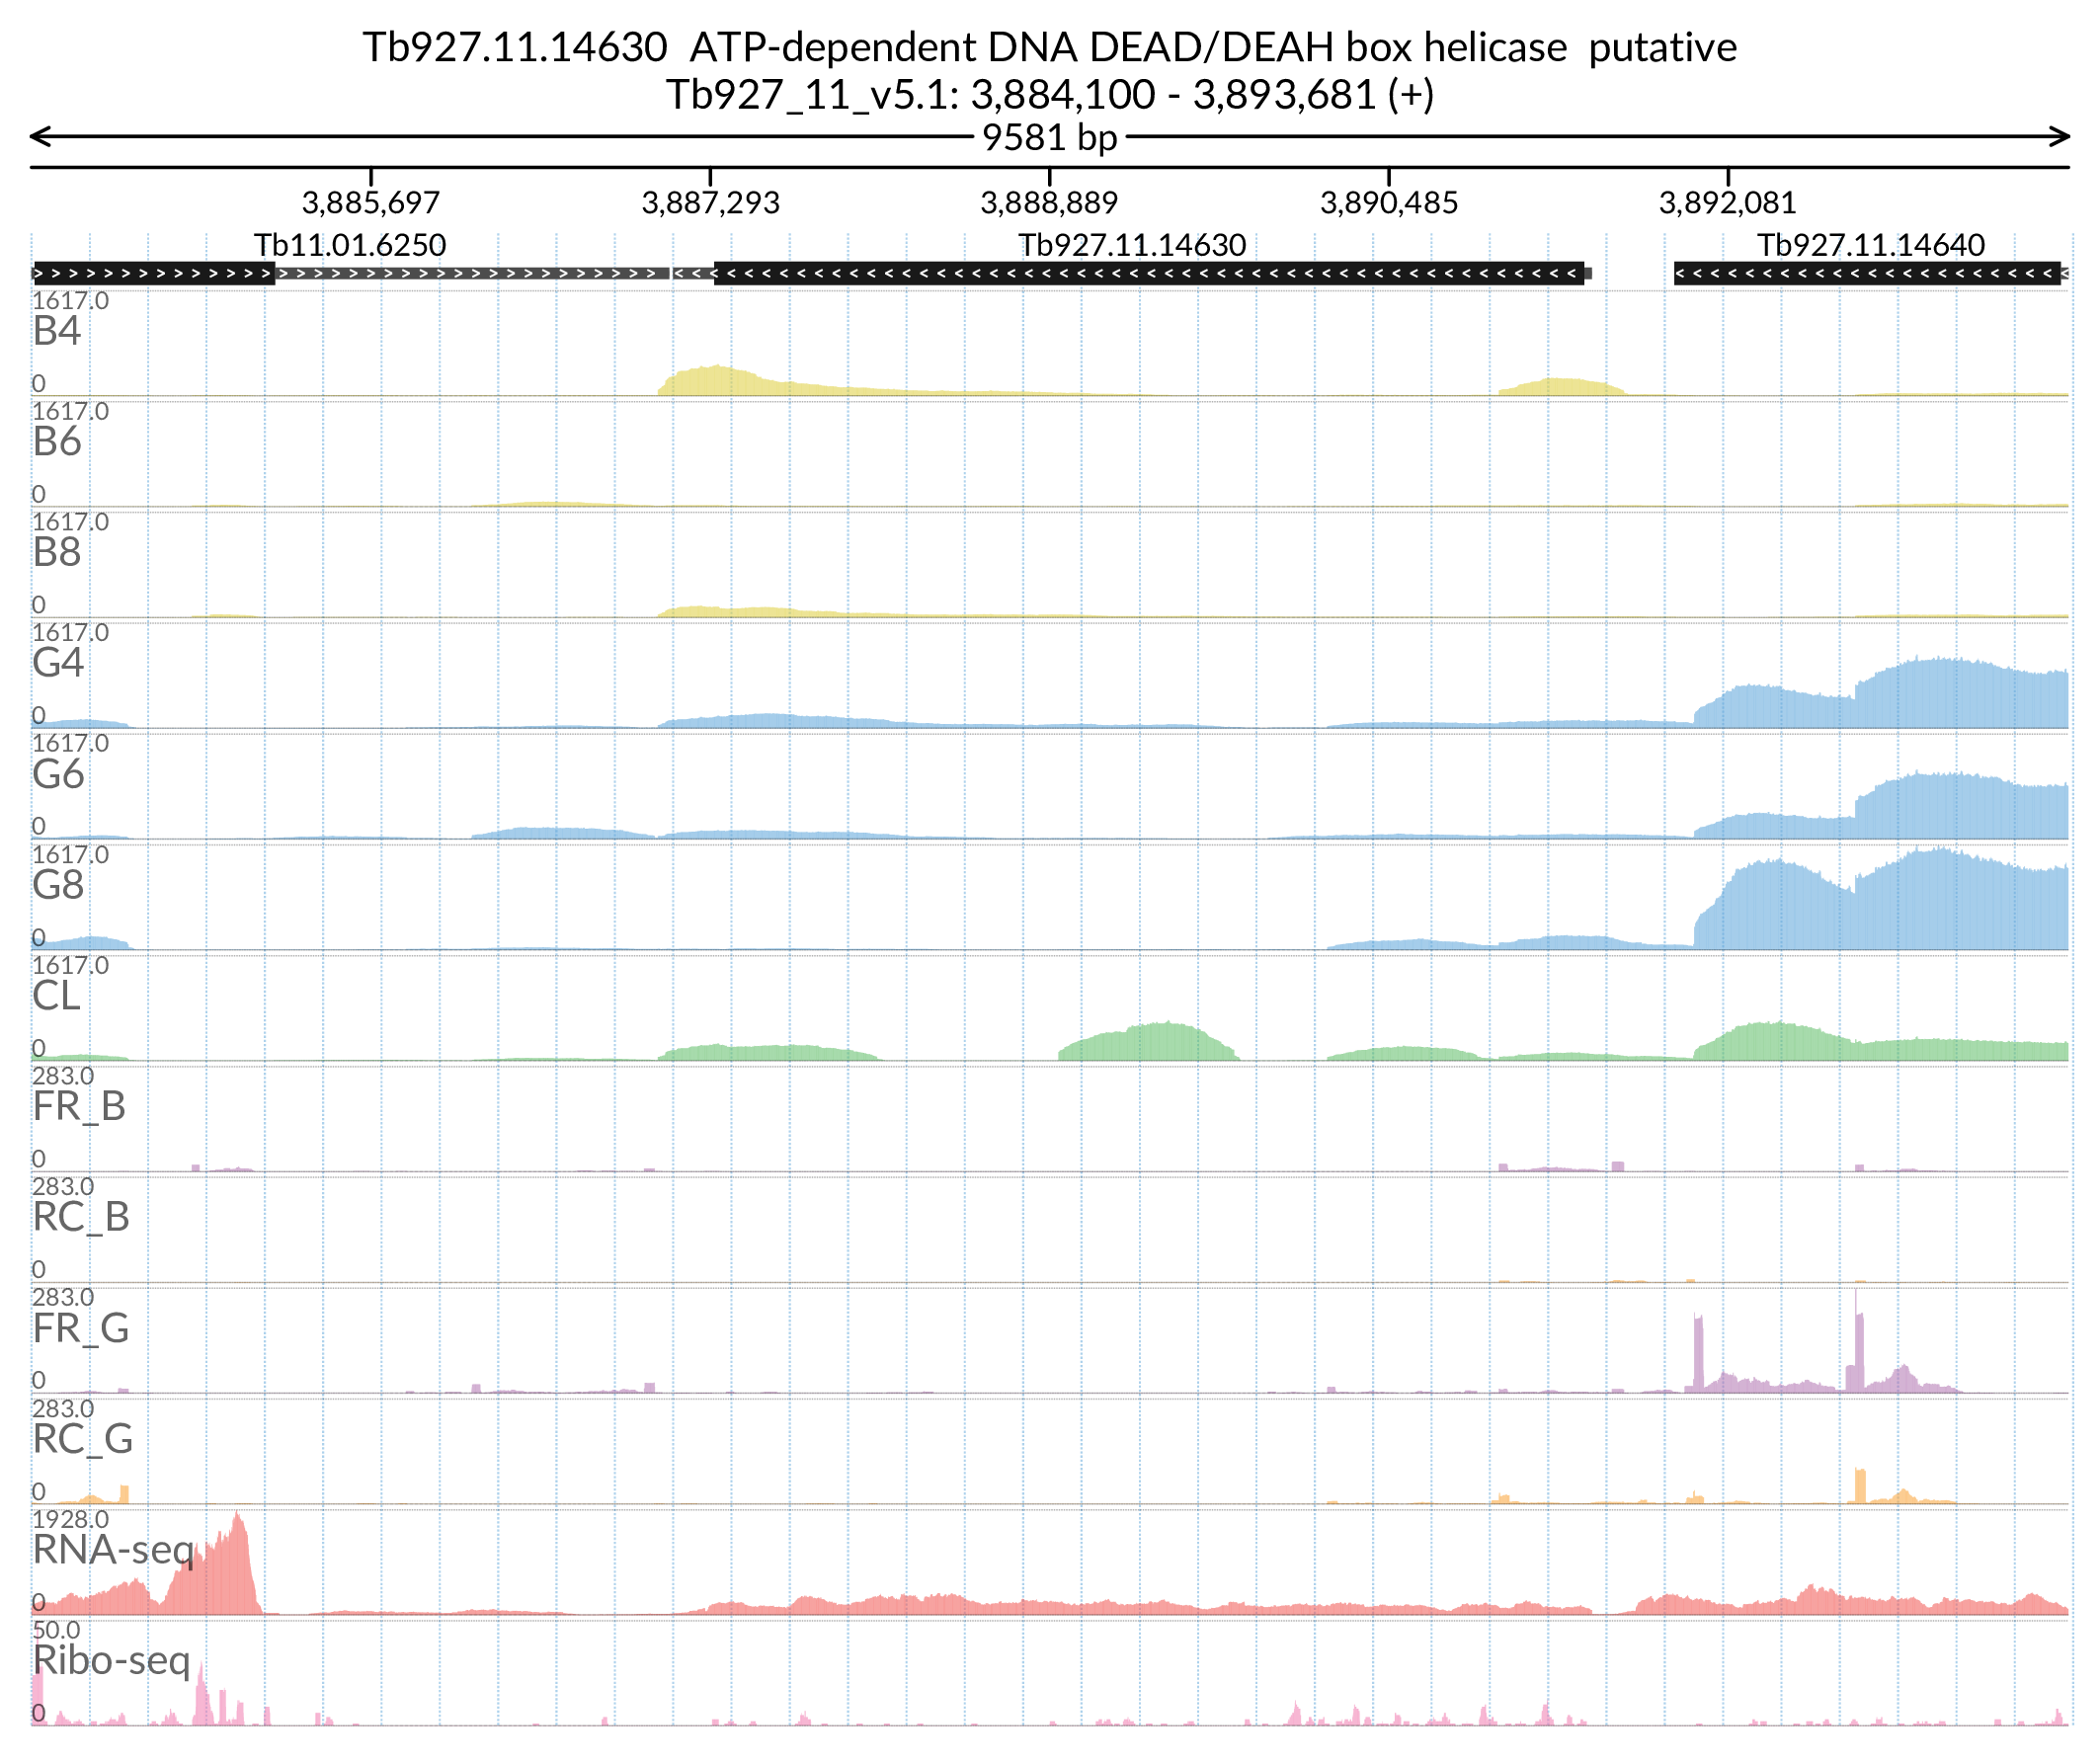 Tb927.11.14630 ATP-dependent DNA DEAD/DEAH box helicase putative
Tb927_11_v5.1: 3,884,100 - 3,893,681 (+)
9581 bp
3,885,697 3,887,293 3,888,889 3,890,485 3,892,081
Tb11.01.6250 Tb927.11.14630 Tb927.11.14640
1617.0
B4
0
1617.0
B6
0
1617.0
B8
0
1617.0
G4
0
1617.0
G6
0
1617.0
G8
0
1617.0
CL
0
283.0
FR_B
0
283.0
RC_B
0
283.0
FR_G
0
283.0
RC_G
0
1928.0
RNA-seq
0
50.0
Ribo-seq
0